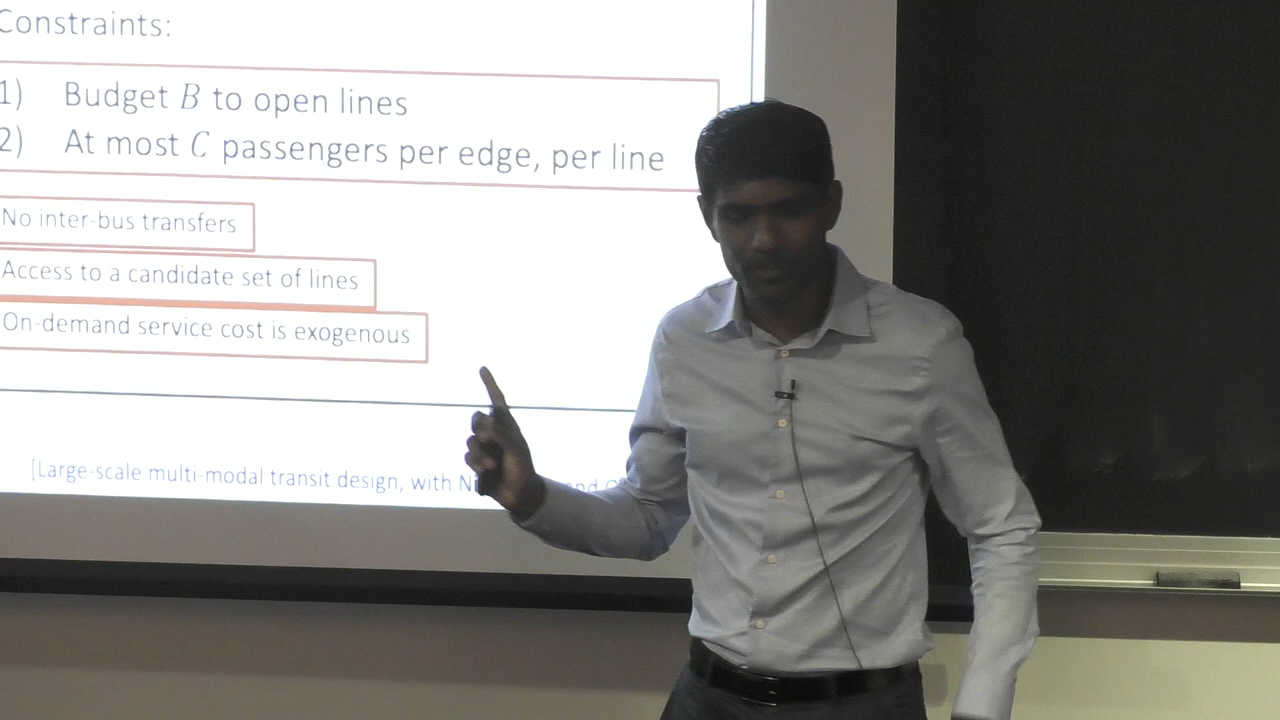 Constraints:
1) Budget B to open lines
2) At most C passengers per edge, per line
No inter-bus transfers
Access to a candidate set of lines
On-demand service cost is exogenous
[Large-scale multi-modal transit design, with and